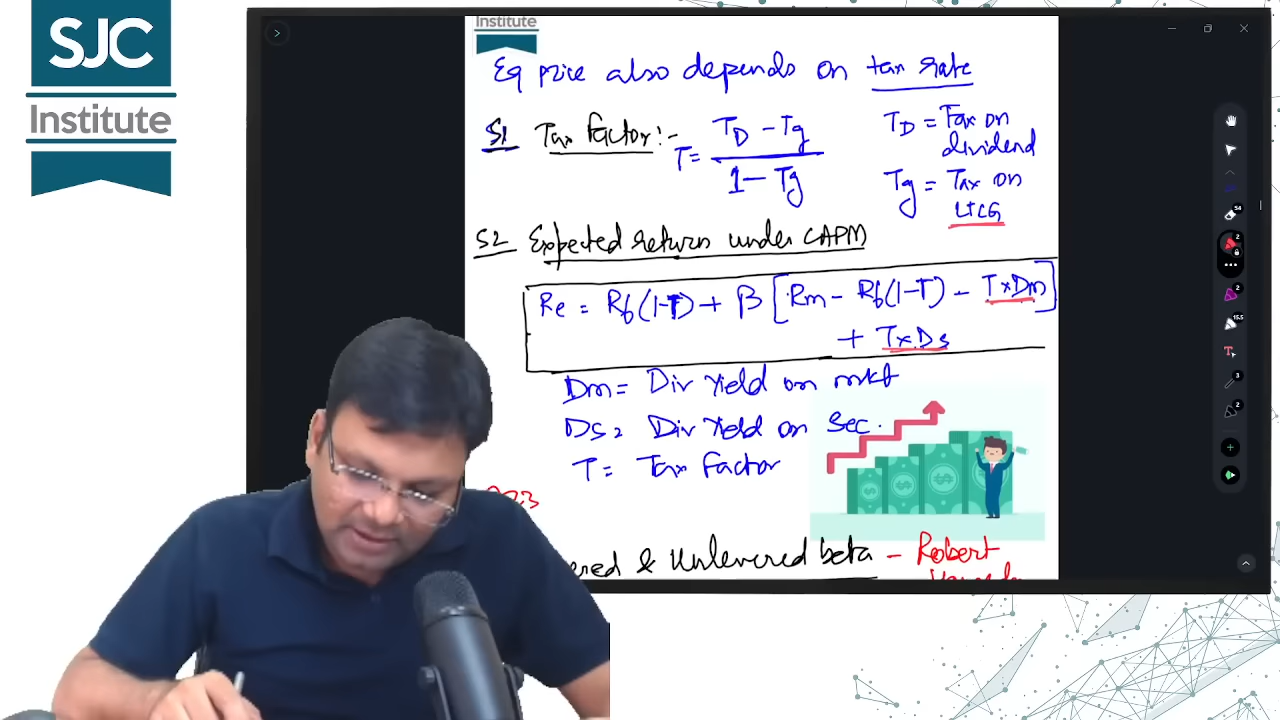 SJC
Institute
Institute
Eq price also depends on tax rate
S1 Tax Factor:- T = TD - Tg / 1 - Tg
TD = Tax on dividend
Tg = Tax on LTCG
S2 Expected return under CAPM
Re = Rf(1-T) + β [Rm - Rf(1-T) - T×Dm]
+ T×Ds
Dm = Div Yield on mkt
Ds = Div Yield on Sec.
T = Tax Factor
ered & Unlevered beta - Robert